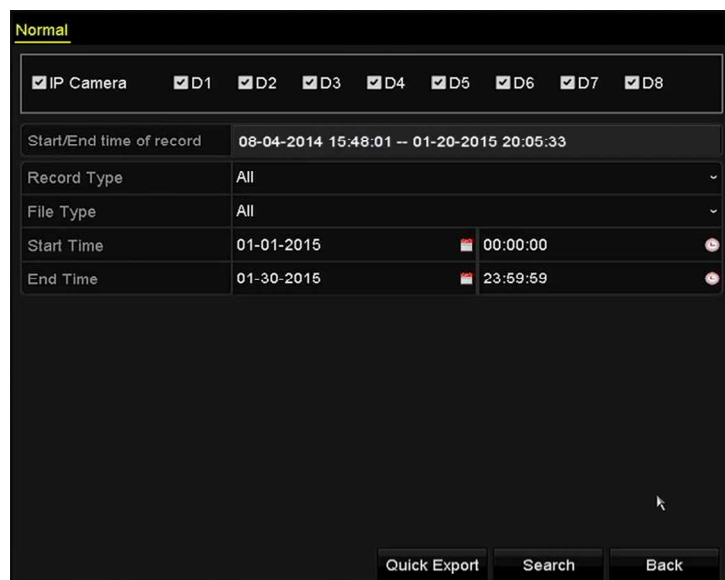 Normal
IP Camera D1 D2 D3 D4 D5 D6 D7 D8
Start/End time of record 08-04-2014 15:48:01 -- 01-20-2015 20:05:33
Record Type All
File Type All
Start Time 01-01-2015 00:00:00
End Time 01-30-2015 23:59:59
Quick Export Search Back